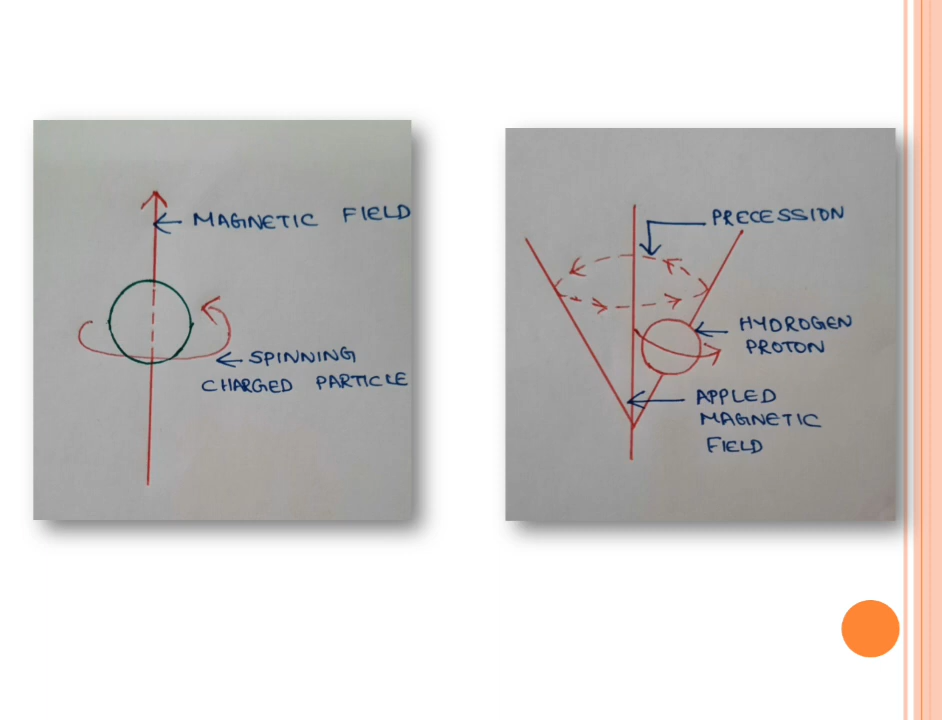 MAGNETIC FIELD
SPINNING
CHARGED PARTICLE
PRECESSION
HYDROGEN
PROTON
APPLED
MAGNETIC
FIELD